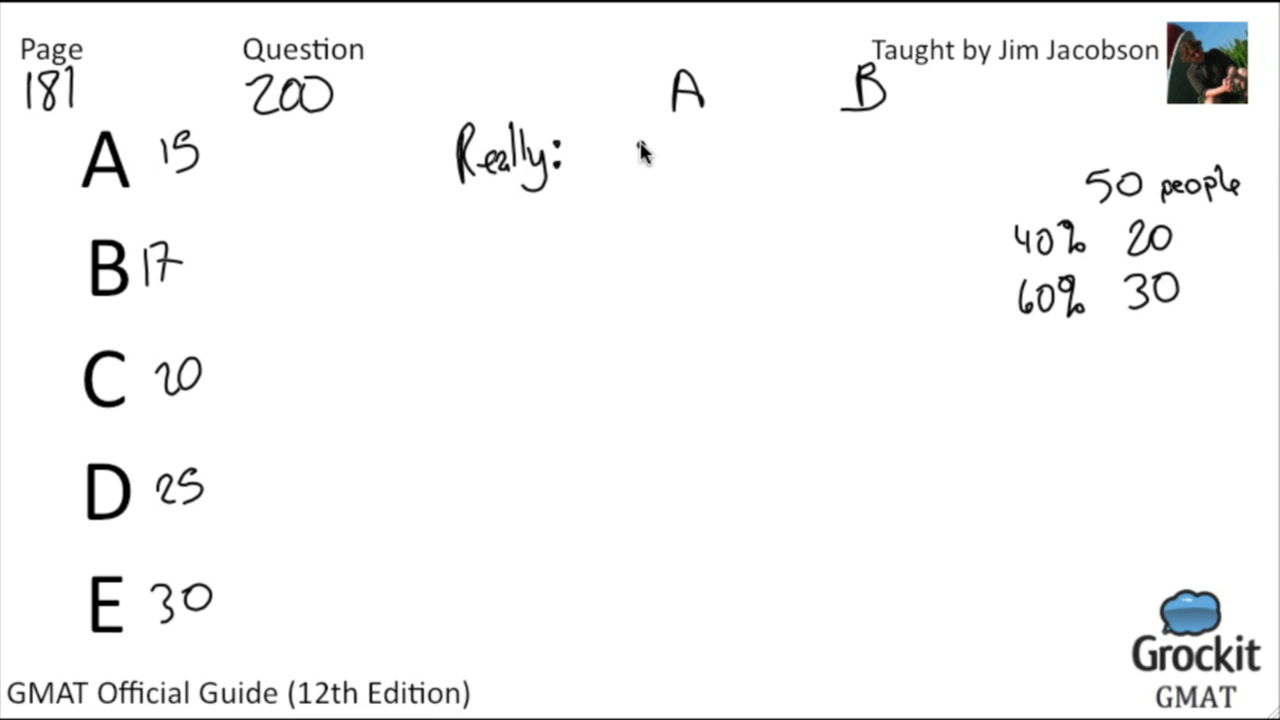 Page Question Taught by Jim Jacobson
181 200 A B
A 15 Really:
50 people
40% 20
B 17
60% 30
C 20
D 25
E 30
Grockit
GMAT
GMAT Official Guide (12th Edition)